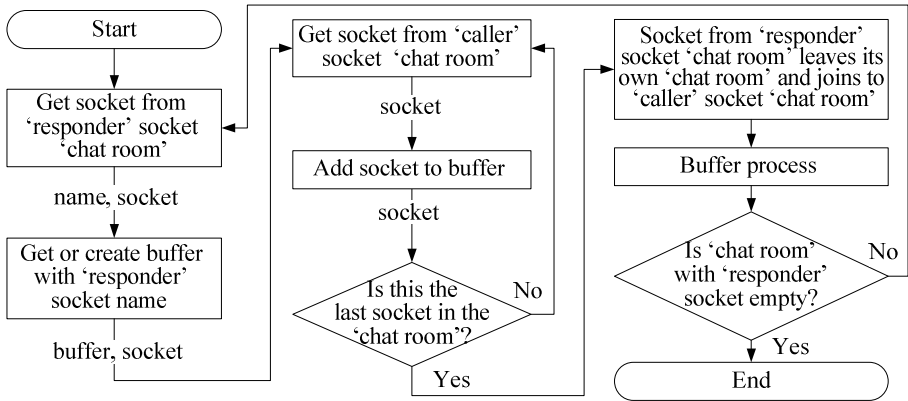 Start
Get socket from
‘responder’ socket
‘chat room’
name, socket
Get or create buffer
with ‘responder’
socket name
buffer, socket
Get socket from ‘caller’
socket ‘chat room’
socket
Add socket to buffer
socket
Is this the
last socket in the
‘chat room’?
No
Yes
Socket from ‘responder’
socket ‘chat room’ leaves its
own ‘chat room’ and joins to
‘caller’ socket ‘chat room’
Buffer process
Is ‘chat room’
with ‘responder’
socket empty?
No
Yes
End